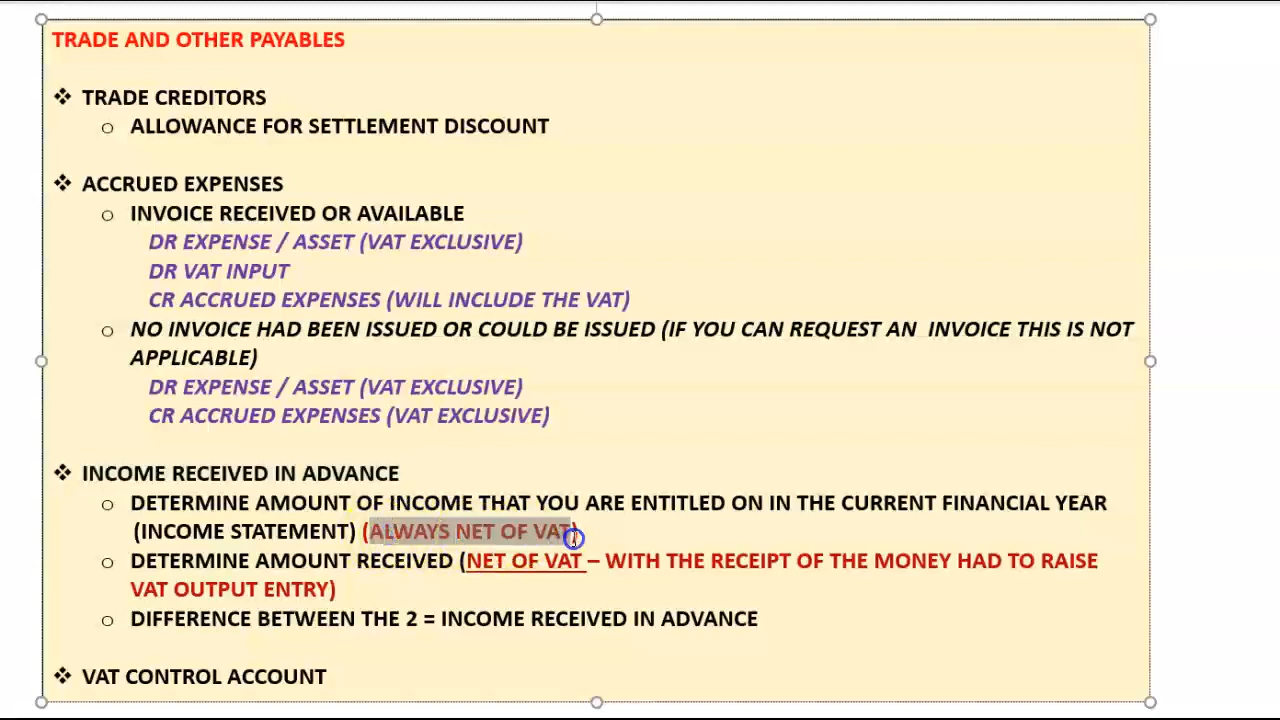 TRADE AND OTHER PAYABLES
❖ TRADE CREDITORS
o ALLOWANCE FOR SETTLEMENT DISCOUNT
❖ ACCRUED EXPENSES
o INVOICE RECEIVED OR AVAILABLE
DR EXPENSE / ASSET (VAT EXCLUSIVE)
DR VAT INPUT
CR ACCRUED EXPENSES (WILL INCLUDE THE VAT)
o NO INVOICE HAD BEEN ISSUED OR COULD BE ISSUED (IF YOU CAN REQUEST AN INVOICE THIS IS NOT
APPLICABLE)
DR EXPENSE / ASSET (VAT EXCLUSIVE)
CR ACCRUED EXPENSES (VAT EXCLUSIVE)
❖ INCOME RECEIVED IN ADVANCE
o DETERMINE AMOUNT OF INCOME THAT YOU ARE ENTITLED ON IN THE CURRENT FINANCIAL YEAR
(INCOME STATEMENT) (ALWAYS NET OF VAT)
o DETERMINE AMOUNT RECEIVED (NET OF VAT – WITH THE RECEIPT OF THE MONEY HAD TO RAISE
VAT OUTPUT ENTRY)
o DIFFERENCE BETWEEN THE 2 = INCOME RECEIVED IN ADVANCE
❖ VAT CONTROL ACCOUNT